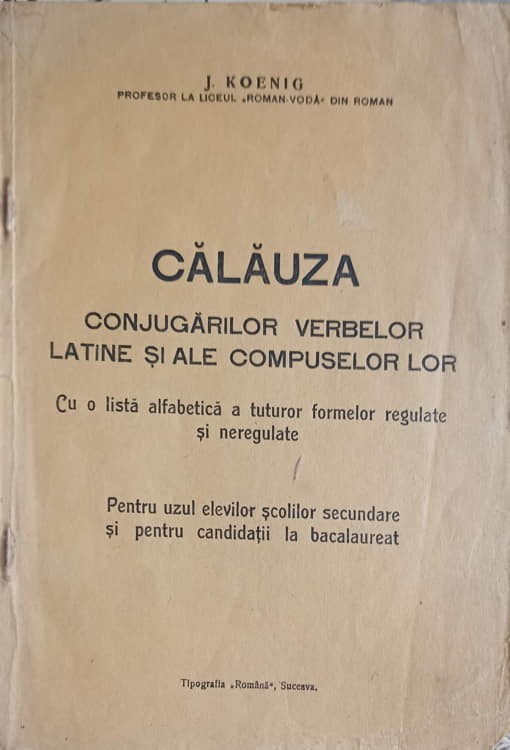 J. KOENIG
PROFESOR LA LICEUL „ROMAN-VODĂ“ DIN ROMAN
CĂLĂUZA
CONJUGĂRILOR VERBELOR
LATINE ȘI ALE COMPUSELOR LOR
Cu o listă alfabetică a tuturor formelor regulate
și neregulate
Pentru uzul elevilor școlilor secundare
și pentru candidații la bacalaureat
Tipografia „Română“, Suceava.